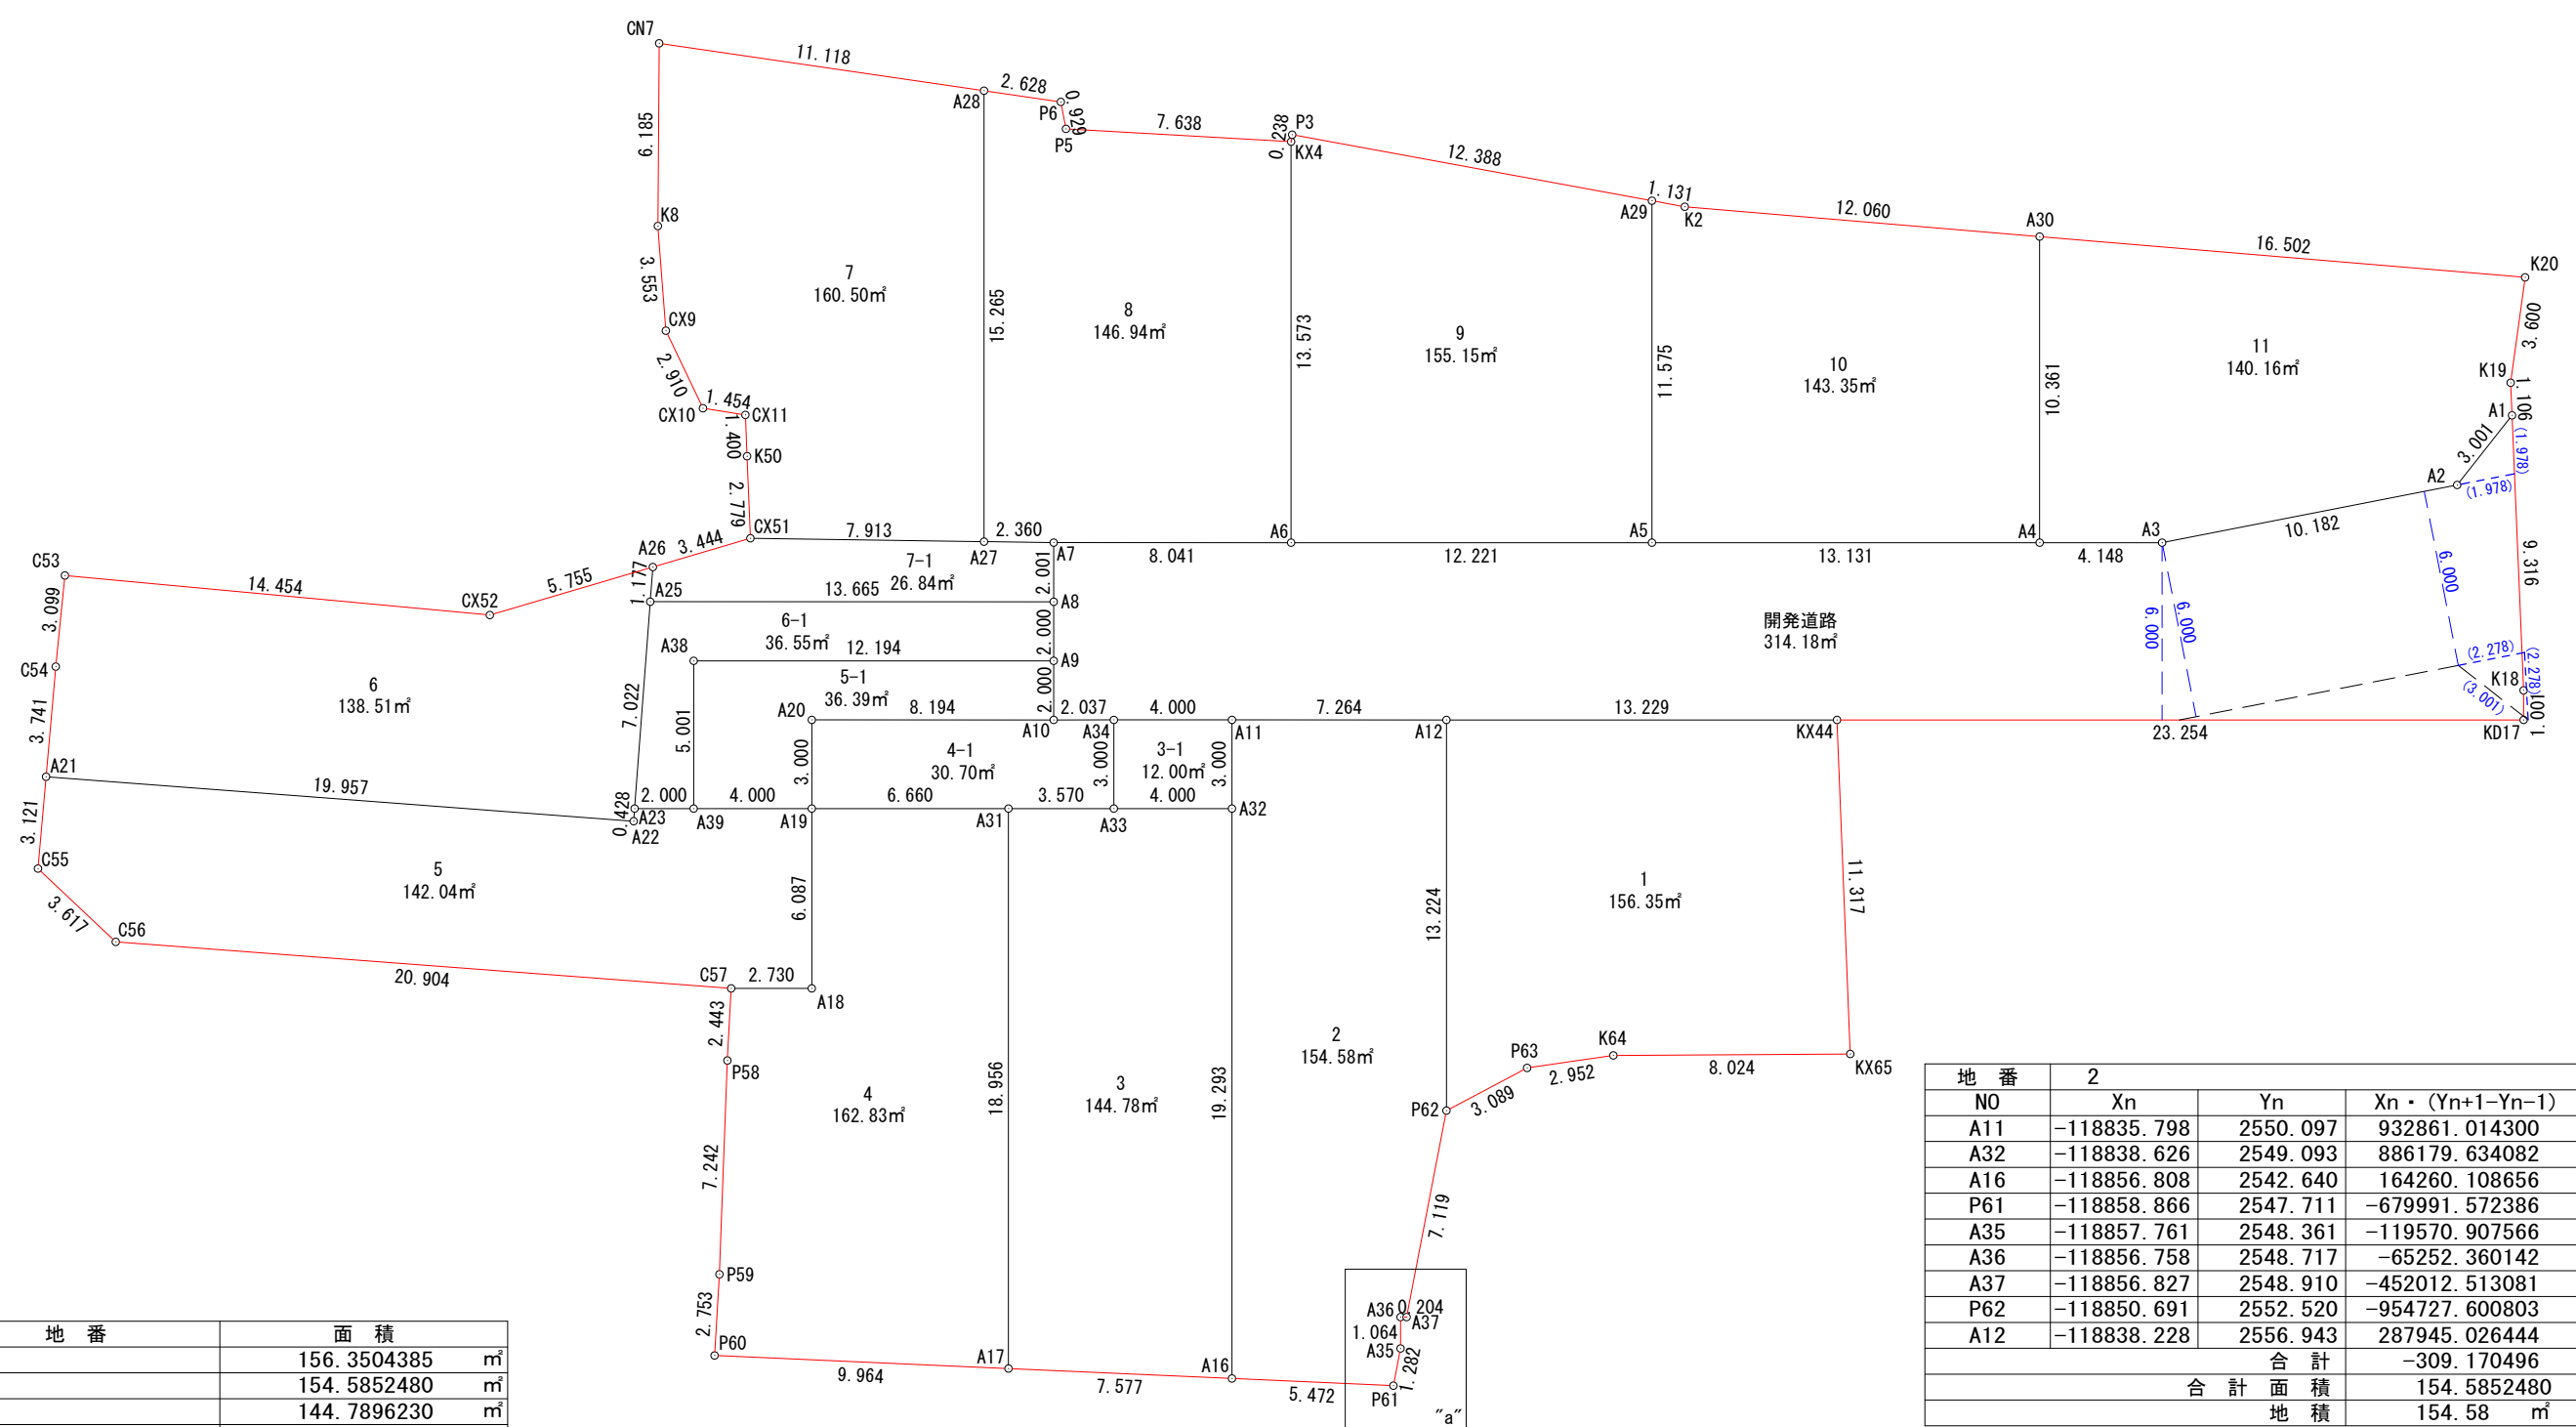 CN7
11.118
A28
2.628
P6
0.929
P5
7.638
0.238
P3
KX4
12.388
1.131
A29
K2
12.060
A30
16.502
K20
9.185
K8
3.553
CX9
2.910
CX10
1.454
CX11
1.400
K50
2.779
CX51
7
160.50㎡
15.265
8
146.94㎡
13.573
9
155.15㎡
11.575
10
143.35㎡
10.361
11
140.16㎡
3.600
K19
1.106
A1
3.001
(1.978)
A2
(1.978)
10.182
9.316
7.913
A27
2.360
A7
8.041
A6
12.221
A5
13.131
A4
4.148
A3
6.000
6.000
6.000
(2.278)
(2.278)
K18
(3.001)
1.001
KD17
C53
14.454
CX52
5.755
A26
3.444
1.177
A25
7-1
26.84㎡
2.001
13.665
A8
6-1
36.55㎡
2.000
A38
12.194
A9
5-1
36.39㎡
2.000
開発道路
314.18㎡
3.099
C54
3.741
A21
6
138.51㎡
7.022
5.001
A20
8.194
A10
2.037
A34
4.000
A11
7.264
A12
13.229
KX44
23.254
3.000
4-1
30.70㎡
3.000
3-1
12.00㎡
3.000
19.957
0.428
2.000
A23
A22
A39
4.000
A19
6.660
A31
3.570
A33
4.000
A32
3.121
C55
3.617
C56
5
142.04㎡
20.904
6.087
C57
2.730
A18
2.443
P58
7.242
P59
2.753
P60
4
162.83㎡
18.956
3
144.78㎡
19.293
2
154.58㎡
13.224
1
156.35㎡
11.317
P63
K64
8.024
KX65
2.952
3.089
P62
7.119
9.964
A17
7.577
A16
5.472
P61
A36
0.204
A37
1.064
A35
1.282
"a"
地 番 面 積
156.3504385 ㎡
154.5852480 ㎡
144.7896230 ㎡
地 番 2
NO Xn Yn Xn・(Yn+1-Yn-1)
A11 -118835.798 2550.097 932861.014300
A32 -118838.626 2549.093 886179.634082
A16 -118856.808 2542.640 164260.108656
P61 -118858.866 2547.711 -679991.572386
A35 -118857.761 2548.361 -119570.907566
A36 -118856.758 2548.717 -65252.360142
A37 -118856.827 2548.910 -452012.513081
P62 -118850.691 2552.520 -954727.600803
A12 -118838.228 2556.943 287945.026444
合 計 -309.170496
合 計 面 積 154.5852480
地 積 154.58 ㎡